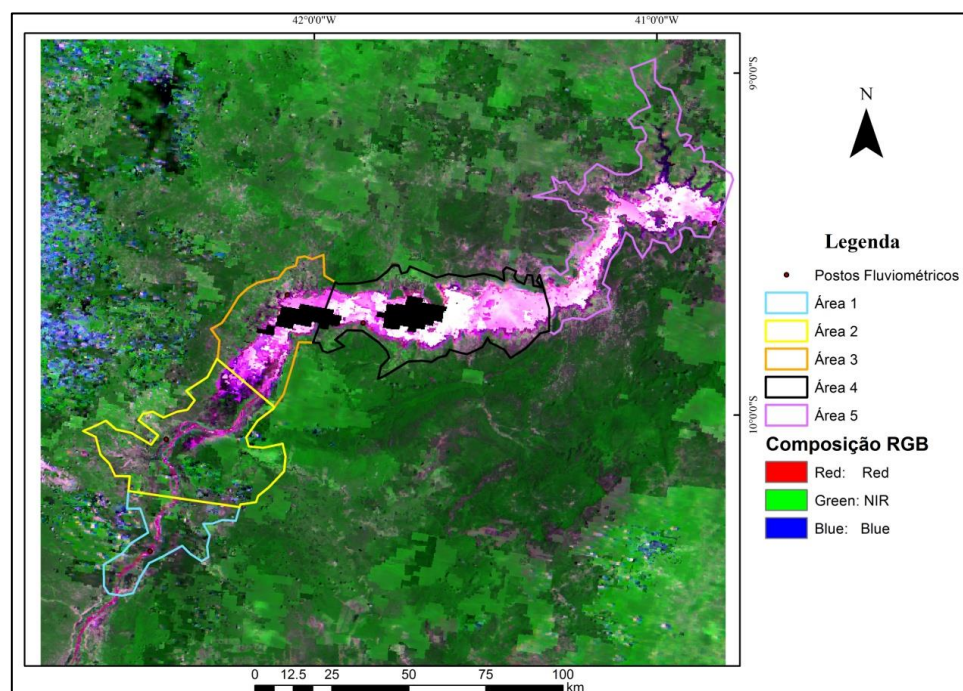 42°0'0"W
41°0'0"W
9°0'0"S
10°0'0"S
N
Legenda
Postos Fluviométricos
Área 1
Área 2
Área 3
Área 4
Área 5
Composição RGB
Red: Red
Green: NIR
Blue: Blue
0 12.5 25 50 75 100
km